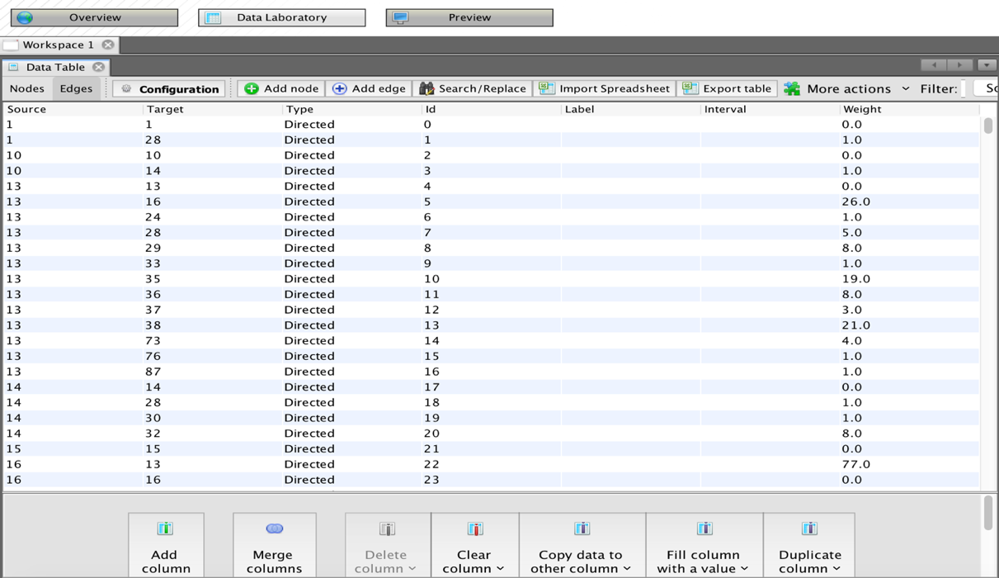 Overview Data Laboratory Preview
Workspace 1
Data Table
Nodes Edges Configuration Add node Add edge Search/Replace Import Spreadsheet Export table More actions Filter:
Source Target Type Id Label Interval Weight
1 1 Directed 0 0.0
1 28 Directed 1 1.0
10 10 Directed 2 0.0
10 14 Directed 3 1.0
13 13 Directed 4 0.0
13 16 Directed 5 26.0
13 24 Directed 6 1.0
13 28 Directed 7 5.0
13 29 Directed 8 8.0
13 33 Directed 9 1.0
13 35 Directed 10 19.0
13 36 Directed 11 8.0
13 37 Directed 12 3.0
13 38 Directed 13 21.0
13 73 Directed 14 4.0
13 76 Directed 15 1.0
13 87 Directed 16 1.0
14 14 Directed 17 0.0
14 28 Directed 18 1.0
14 30 Directed 19 1.0
14 32 Directed 20 8.0
15 15 Directed 21 0.0
16 13 Directed 22 77.0
16 16 Directed 23 0.0
Add Merge Delete Clear Copy data to Fill column Duplicate
column columns column column other column with a value column